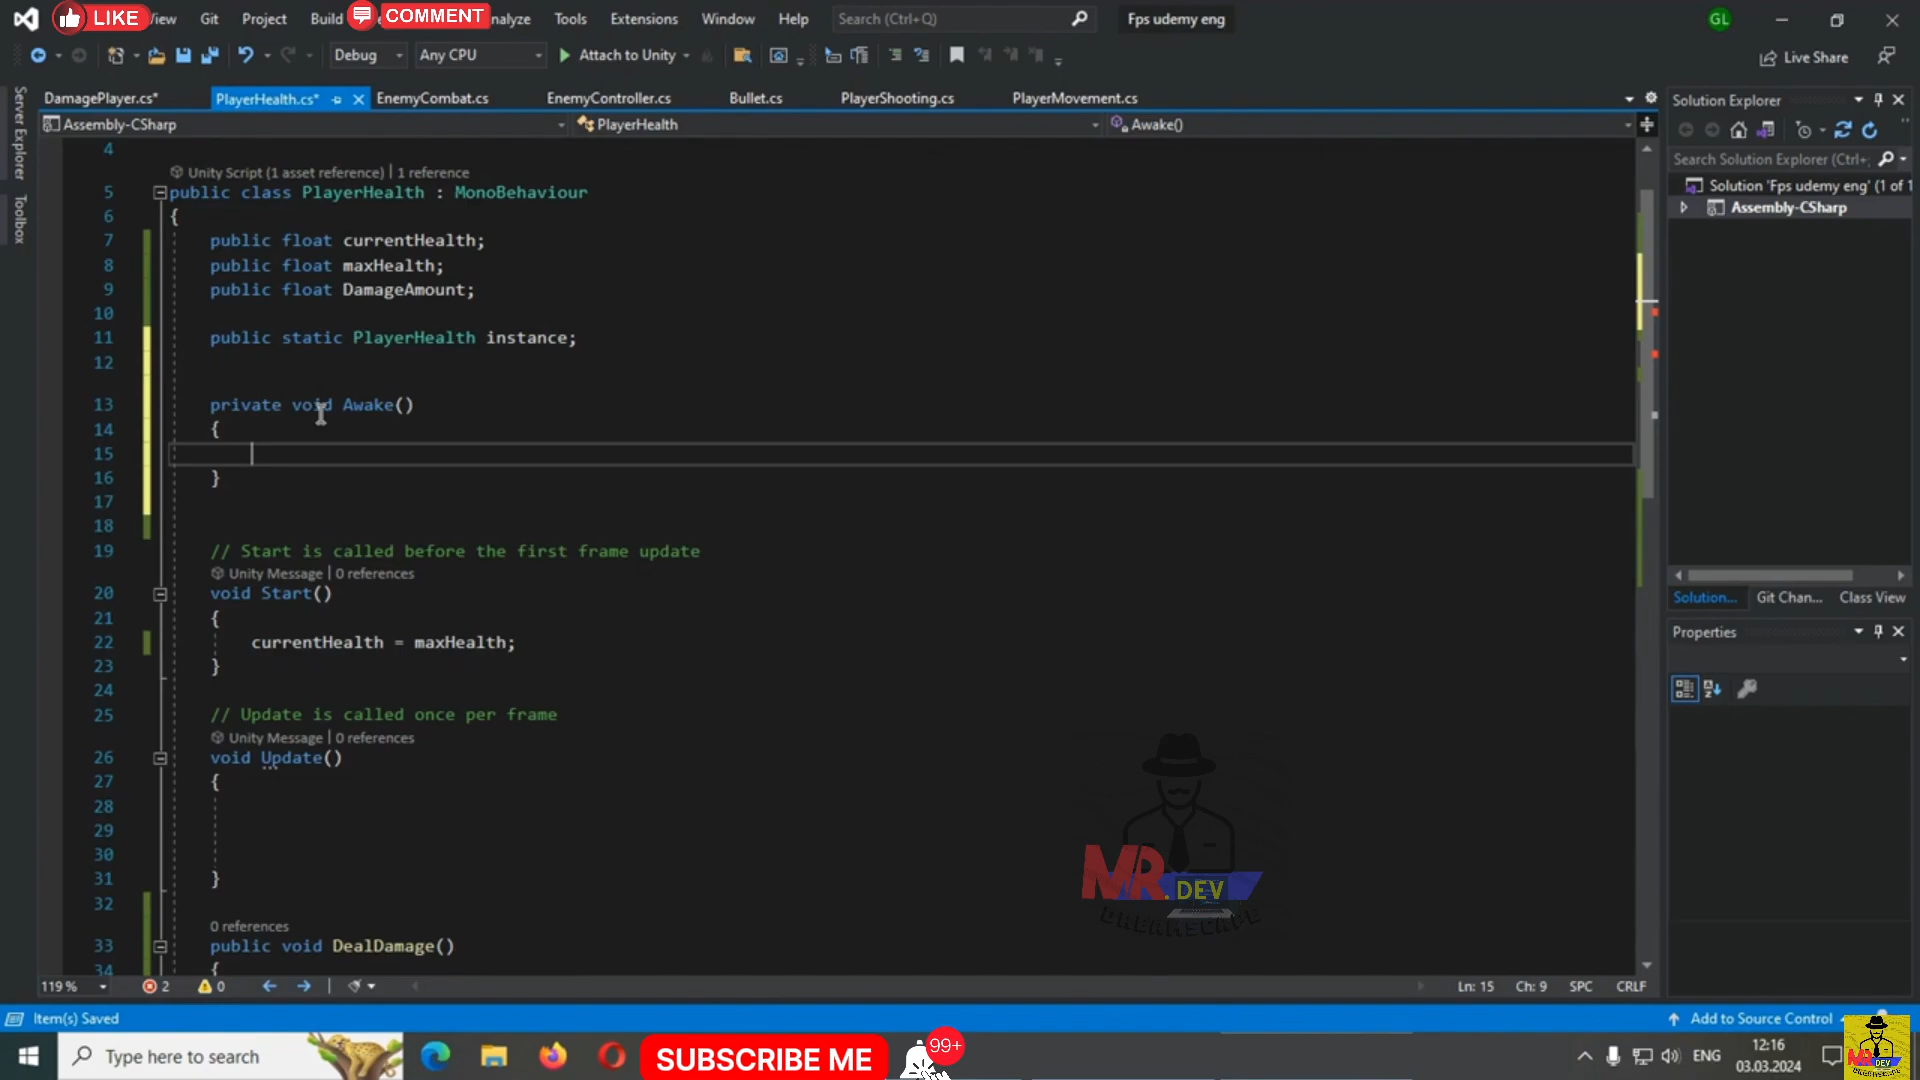 LIKE
COMMENT
View Git Project Build Analyze Tools Extensions Window Help Search (Ctrl+Q) Fps udemy eng GL
Debug Any CPU Attach to Unity Live Share
Server Explorer
Toolbox
DamagePlayer.cs* PlayerHealth.cs* EnemyCombat.cs EnemyController.cs Bullet.cs PlayerShooting.cs PlayerMovement.cs
Assembly-CSharp PlayerHealth Awake()
4
Unity Script (1 asset reference) | 1 reference
5 public class PlayerHealth : MonoBehaviour
6 {
7 public float currentHealth;
8 public float maxHealth;
9 public float DamageAmount;
10
11 public static PlayerHealth instance;
12
13 private void Awake()
14 {
15
16 }
17
18
19 // Start is called before the first frame update
Unity Message | 0 references
20 void Start()
21 {
22 currentHealth = maxHealth;
23 }
24
25 // Update is called once per frame
Unity Message | 0 references
26 void Update()
27 {
28
29
30
31 }
32
0 references
33 public void DealDamage()
34 {
119 % 2 0 Ln: 15 Ch: 9 SPC CRLF
Solution Explorer
Search Solution Explorer (Ctrl+;
Solution 'Fps udemy eng' (1 of 1
Assembly-CSharp
Solution... Git Chan... Class View
Properties
MR.DEV
DREAMSCAPE
Item(s) Saved Add to Source Control
Type here to search
SUBSCRIBE ME
99+
ENG
12:16
03.03.2024
MR.DEV
DREAMSCAPE